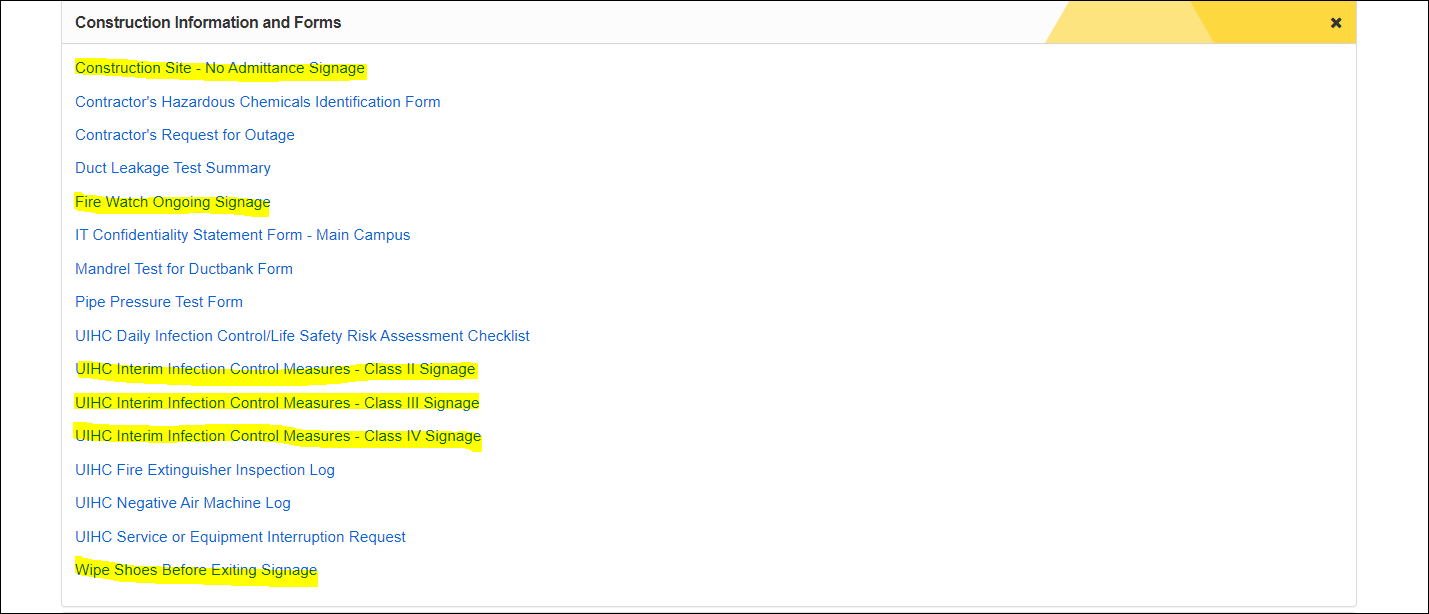 Construction Information and Forms
Construction Site - No Admittance Signage
Contractor's Hazardous Chemicals Identification Form
Contractor's Request for Outage
Duct Leakage Test Summary
Fire Watch Ongoing Signage
IT Confidentiality Statement Form - Main Campus
Mandrel Test for Ductbank Form
Pipe Pressure Test Form
UIHC Daily Infection Control/Life Safety Risk Assessment Checklist
UIHC Interim Infection Control Measures - Class II Signage
UIHC Interim Infection Control Measures - Class III Signage
UIHC Interim Infection Control Measures - Class IV Signage
UIHC Fire Extinguisher Inspection Log
UIHC Negative Air Machine Log
UIHC Service or Equipment Interruption Request
Wipe Shoes Before Exiting Signage